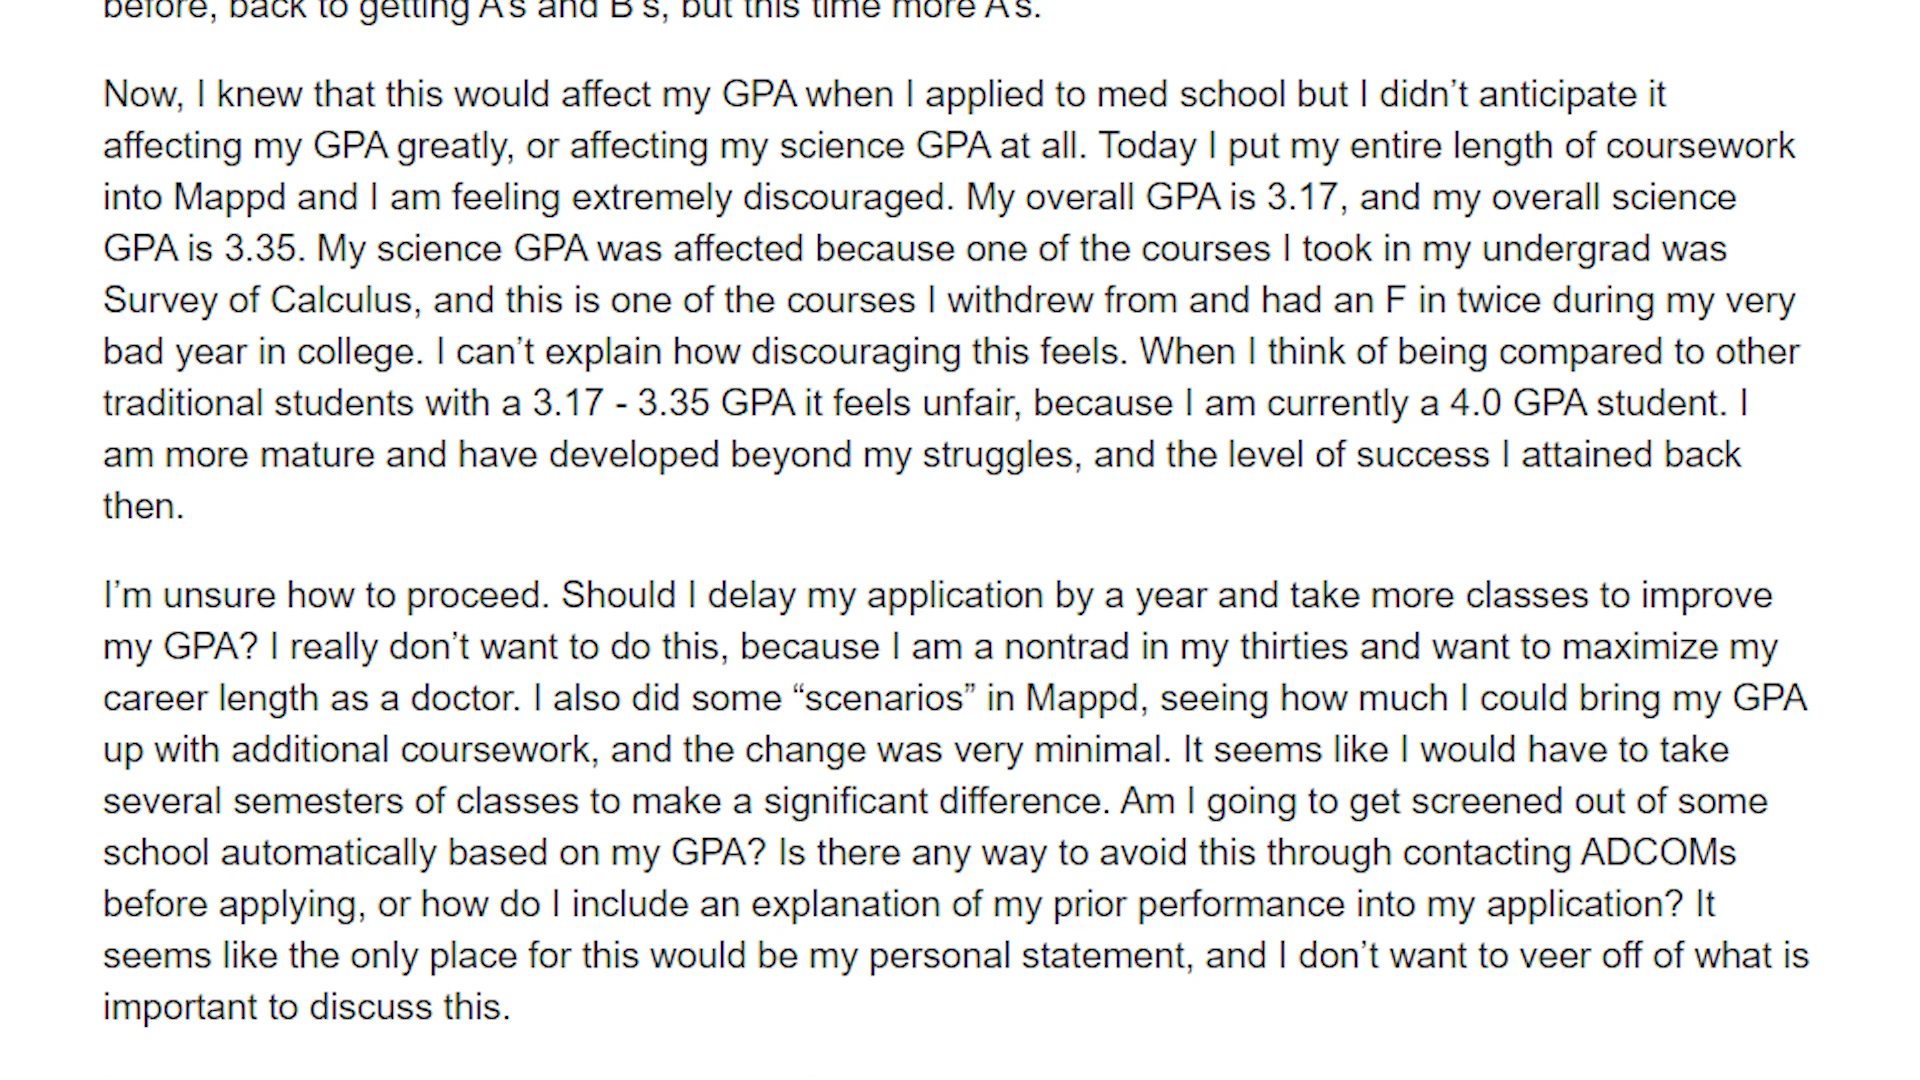 before, back to getting A's and B's, but this time more A's.
Now, I knew that this would affect my GPA when I applied to med school but I didn’t anticipate it
affecting my GPA greatly, or affecting my science GPA at all. Today I put my entire length of coursework
into Mappd and I am feeling extremely discouraged. My overall GPA is 3.17, and my overall science
GPA is 3.35. My science GPA was affected because one of the courses I took in my undergrad was
Survey of Calculus, and this is one of the courses I withdrew from and had an F in twice during my very
bad year in college. I can’t explain how discouraging this feels. When I think of being compared to other
traditional students with a 3.17 - 3.35 GPA it feels unfair, because I am currently a 4.0 GPA student. I
am more mature and have developed beyond my struggles, and the level of success I attained back
then.
I’m unsure how to proceed. Should I delay my application by a year and take more classes to improve
my GPA? I really don’t want to do this, because I am a nontrad in my thirties and want to maximize my
career length as a doctor. I also did some “scenarios” in Mappd, seeing how much I could bring my GPA
up with additional coursework, and the change was very minimal. It seems like I would have to take
several semesters of classes to make a significant difference. Am I going to get screened out of some
school automatically based on my GPA? Is there any way to avoid this through contacting ADCOMs
before applying, or how do I include an explanation of my prior performance into my application? It
seems like the only place for this would be my personal statement, and I don’t want to veer off of what is
important to discuss this.